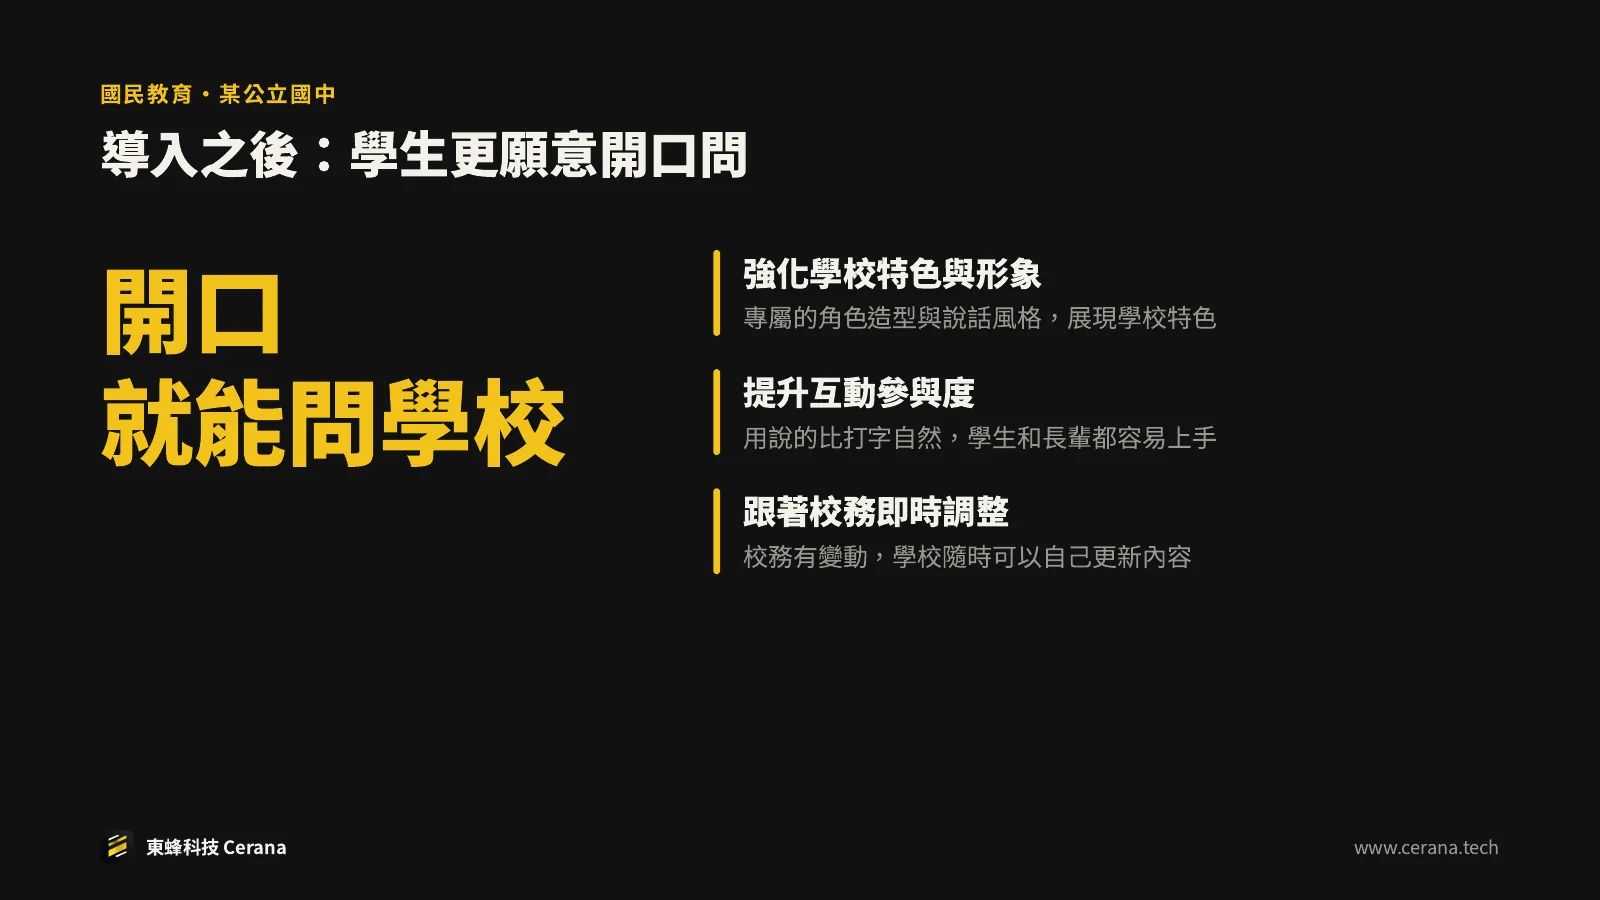 國民教育・某公立國中
導入之後：學生更願意開口問
開口
就能問學校
強化學校特色與形象
專屬的角色造型與說話風格，展現學校特色
提升互動參與度
用說的比打字自然，學生和長輩都容易上手
跟著校務即時調整
校務有變動，學校隨時可以自己更新內容
東蜂科技 Cerana
www.cerana.tech